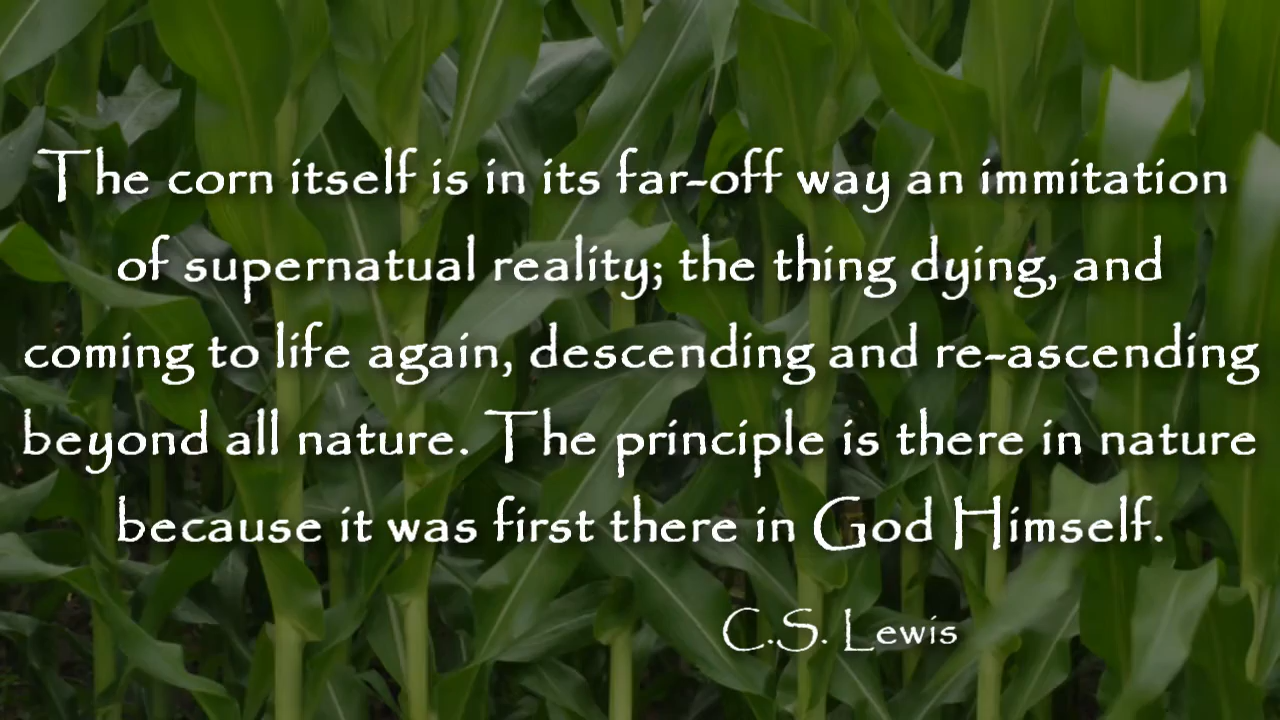 The corn itself is in its far-off way an immitation
of supernatual reality; the thing dying, and
coming to life again, descending and re-ascending
beyond all nature. The principle is there in nature
because it was first there in God Himself.
C.S. Lewis